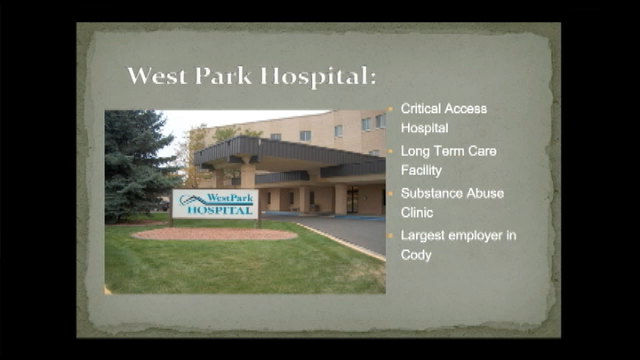 West Park Hospital:
WestPark
HOSPITAL
Critical Access
Hospital
Long Term Care
Facility
Substance Abuse
Clinic
Largest employer in
Cody